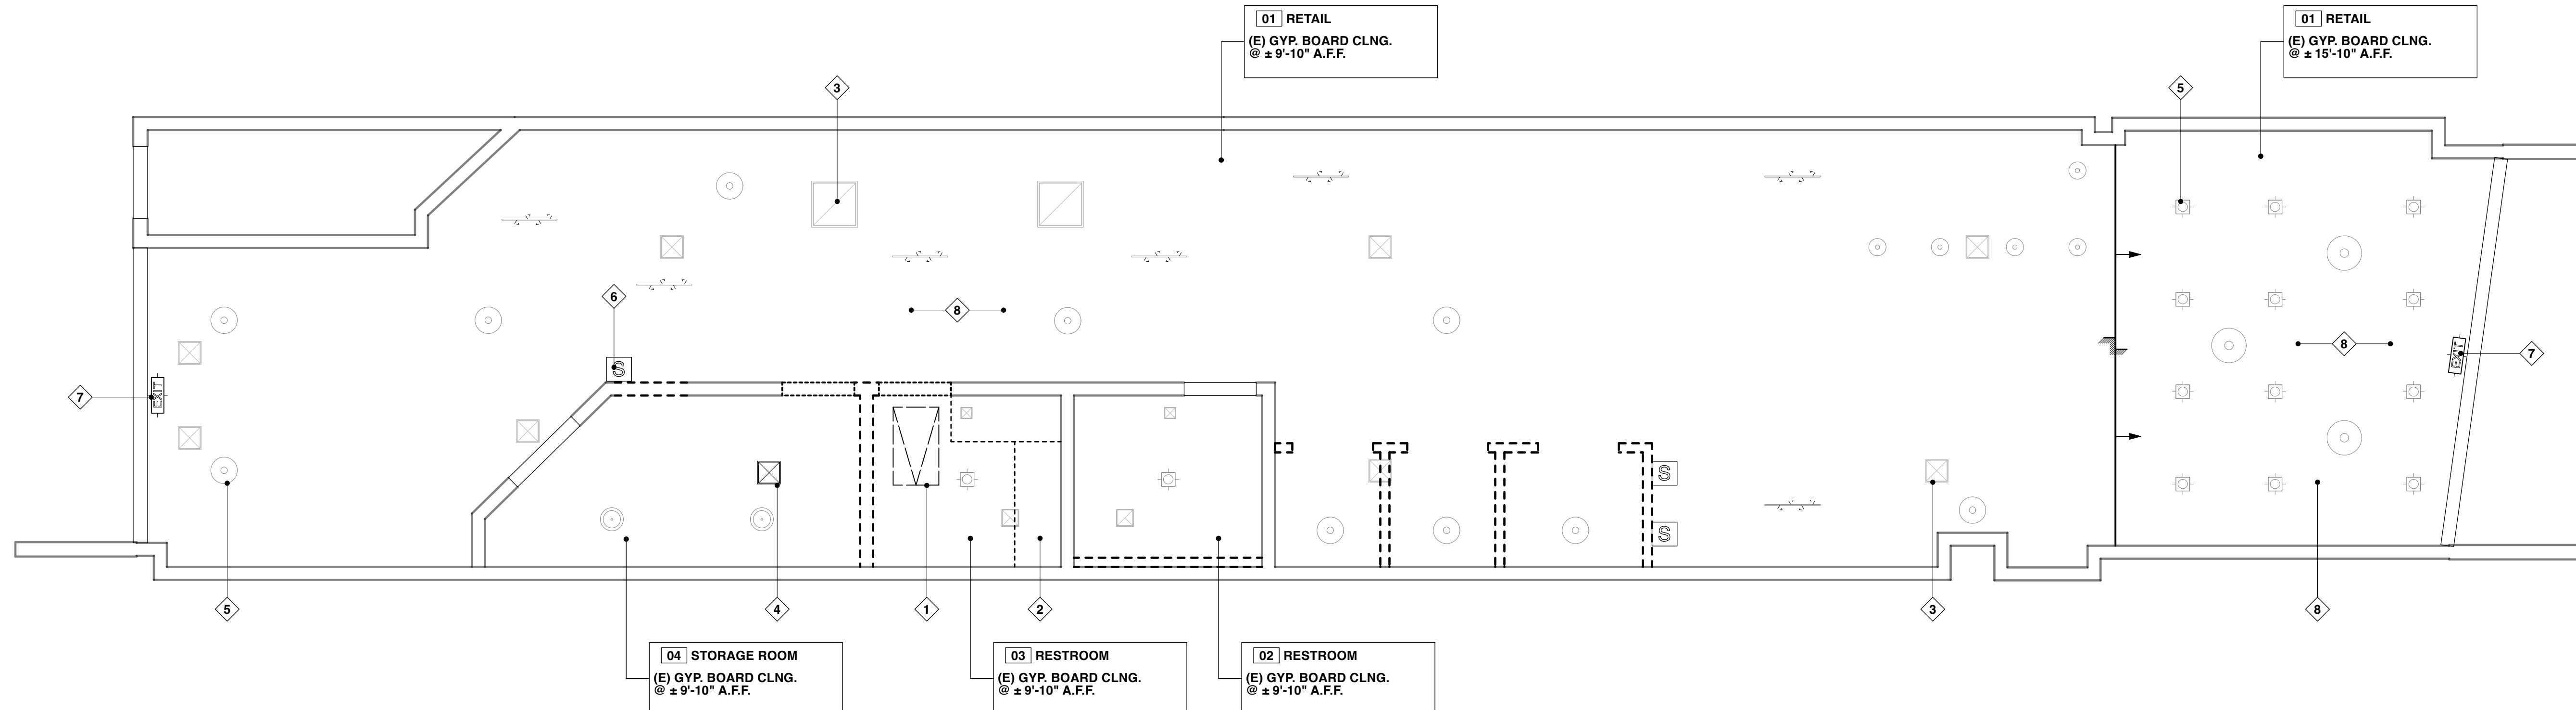 01 RETAIL
(E) GYP. BOARD CLNG.
@ ± 9'-10" A.F.F.
01 RETAIL
(E) GYP. BOARD CLNG.
@ ± 15'-10" A.F.F.
3
5
6
S
8
8
7
EXIT
EXIT
7
S
S
5
4
1
2
3
8
04 STORAGE ROOM
(E) GYP. BOARD CLNG.
@ ± 9'-10" A.F.F.
03 RESTROOM
(E) GYP. BOARD CLNG.
@ ± 9'-10" A.F.F.
02 RESTROOM
(E) GYP. BOARD CLNG.
@ ± 9'-10" A.F.F.